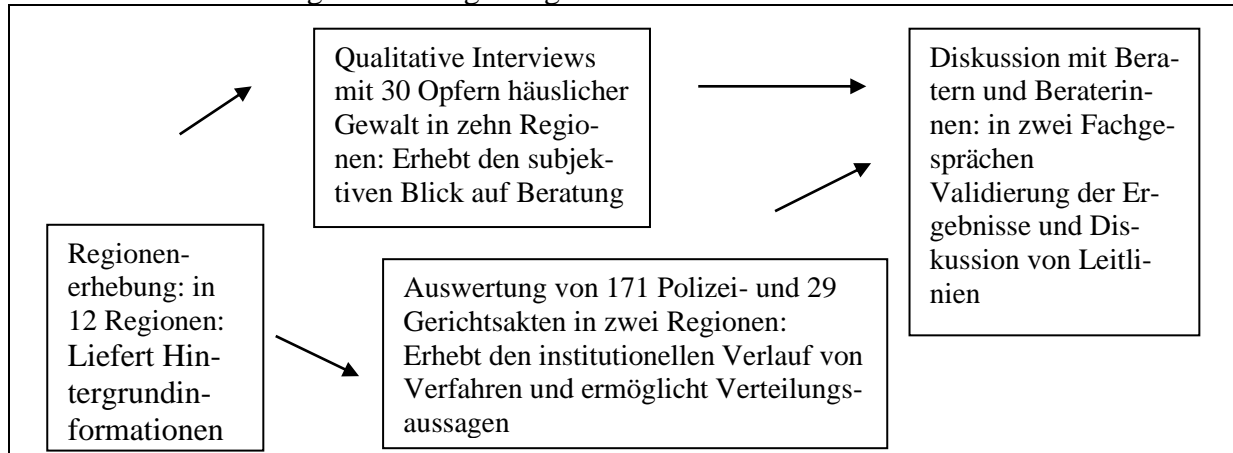 Regionen-
erhebung: in
12 Regionen:
Liefert Hin-
tergrundin-
formationen
Qualitative Interviews
mit 30 Opfern häuslicher
Gewalt in zehn Regio-
nen: Erhebt den subjek-
tiven Blick auf Beratung
Auswertung von 171 Polizei- und 29
Gerichtsakten in zwei Regionen:
Erhebt den institutionellen Verlauf von
Verfahren und ermöglicht Verteilungs-
aussagen
Diskussion mit Bera-
tern und Beraterin-
nen: in zwei Fachge-
sprächen
Validierung der Er-
gebnisse und Dis-
kussion von Leitli-
nien